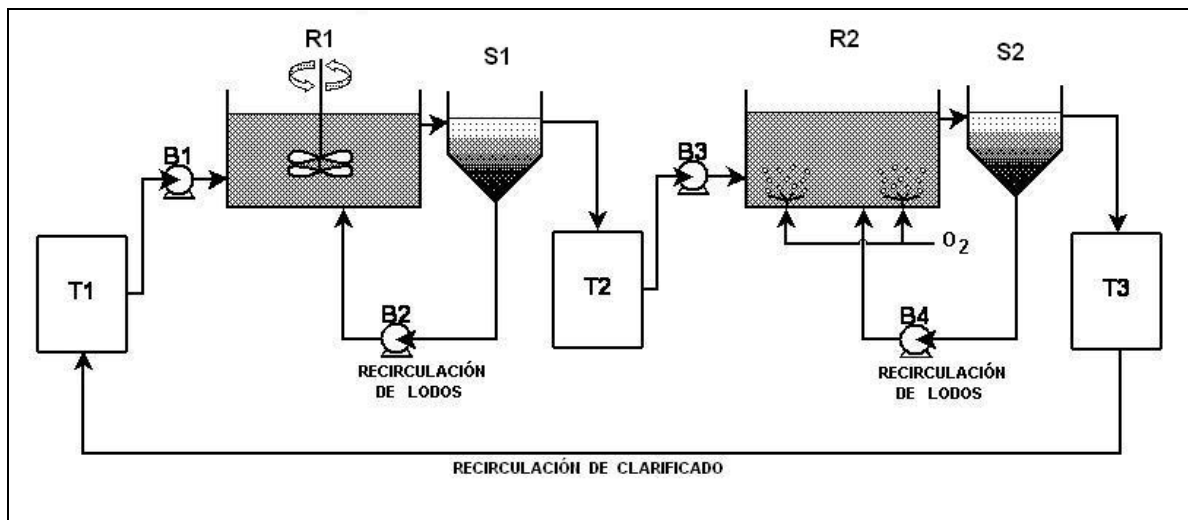 R1
S1
R2
S2
B1
B3
T1
T2
T3
O2
B2
B4
RECIRCULACIÓN
DE LODOS
RECIRCULACIÓN
DE LODOS
RECIRCULACIÓN DE CLARIFICADO